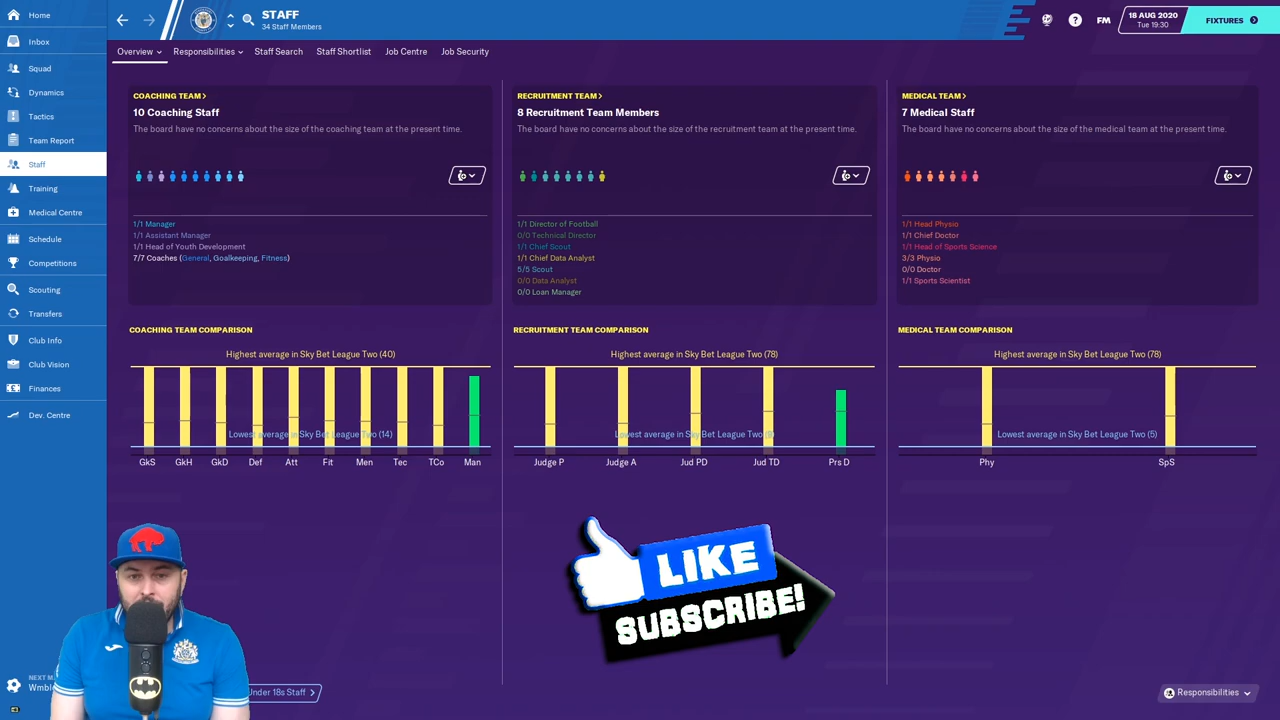 Home
STAFF
34 Staff Members
FM
18 AUG 2020
Tue 19:30
FIXTURES
Inbox
Squad
Dynamics
Tactics
Team Report
Staff
Training
Medical Centre
Schedule
Competitions
Scouting
Transfers
Club Info
Club Vision
Finances
Dev. Centre
NEXT M
Wmbl
Overview
Responsibilities
Staff Search
Staff Shortlist
Job Centre
Job Security
COACHING TEAM >
10 Coaching Staff
The board have no concerns about the size of the coaching team at the present time.
1/1 Manager
1/1 Assistant Manager
1/1 Head of Youth Development
7/7 Coaches (General, Goalkeeping, Fitness)
RECRUITMENT TEAM >
8 Recruitment Team Members
The board have no concerns about the size of the recruitment team at the present time.
1/1 Director of Football
0/0 Technical Director
1/1 Chief Scout
1/1 Chief Data Analyst
5/5 Scout
0/0 Data Analyst
0/0 Loan Manager
MEDICAL TEAM >
7 Medical Staff
The board have no concerns about the size of the medical team at the present time.
1/1 Head Physio
1/1 Chief Doctor
1/1 Head of Sports Science
3/3 Physio
0/0 Doctor
1/1 Sports Scientist
COACHING TEAM COMPARISON
Highest average in Sky Bet League Two (40)
Lowest average in Sky Bet League Two (14)
GkS GkH GkD Def Att Fit Men Tec TCo Man
RECRUITMENT TEAM COMPARISON
Highest average in Sky Bet League Two (78)
Lowest average in Sky Bet League Two
Judge P Judge A Jud PD Jud TD Prs D
MEDICAL TEAM COMPARISON
Highest average in Sky Bet League Two (78)
Lowest average in Sky Bet League Two (5)
Phy SpS
LIKE
SUBSCRIBE!
Under 18s Staff
Responsibilities